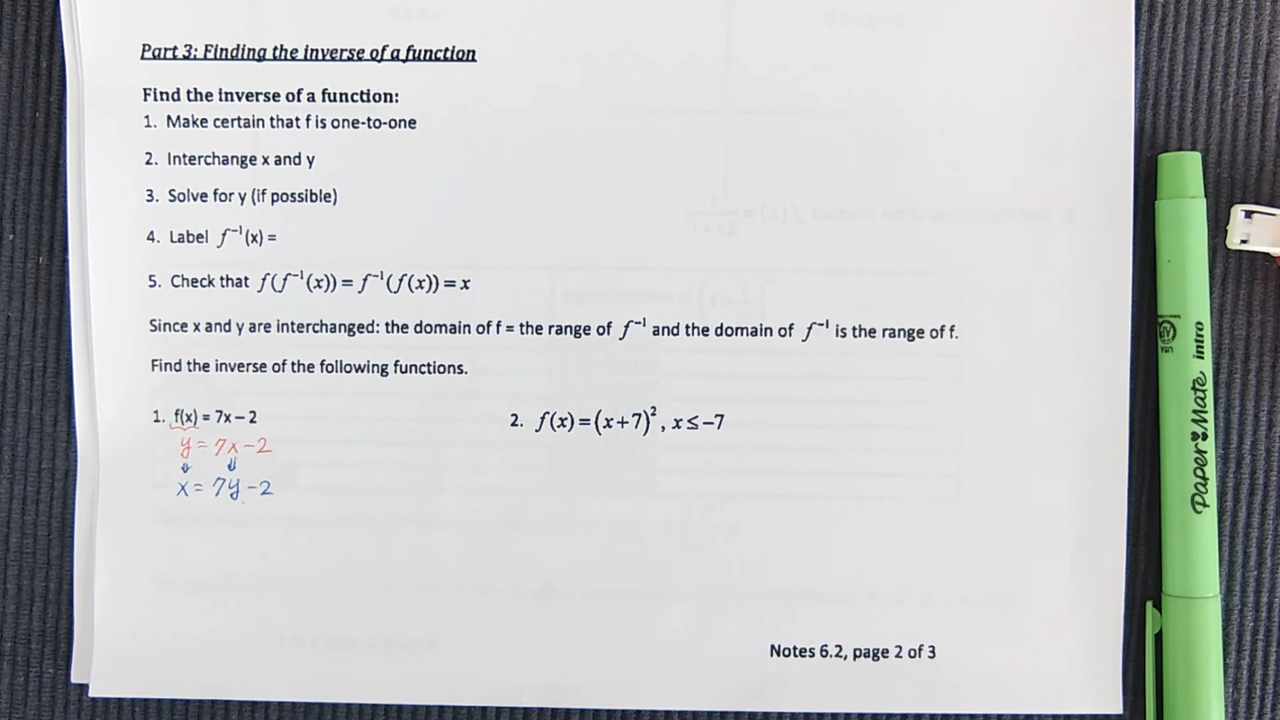 Part 3: Finding the inverse of a function
Find the inverse of a function:
1. Make certain that f is one-to-one
2. Interchange x and y
3. Solve for y (if possible)
4. Label f⁻¹(x) =
5. Check that f(f⁻¹(x)) = f⁻¹(f(x)) = x
Since x and y are interchanged: the domain of f = the range of f⁻¹ and the domain of f⁻¹ is the range of f.
Find the inverse of the following functions.
1. f(x) = 7x – 2
y = 7x – 2
x = 7y – 2
2. f(x) = (x+7)², x ≤ –7
Notes 6.2, page 2 of 3
Paper Mate intro